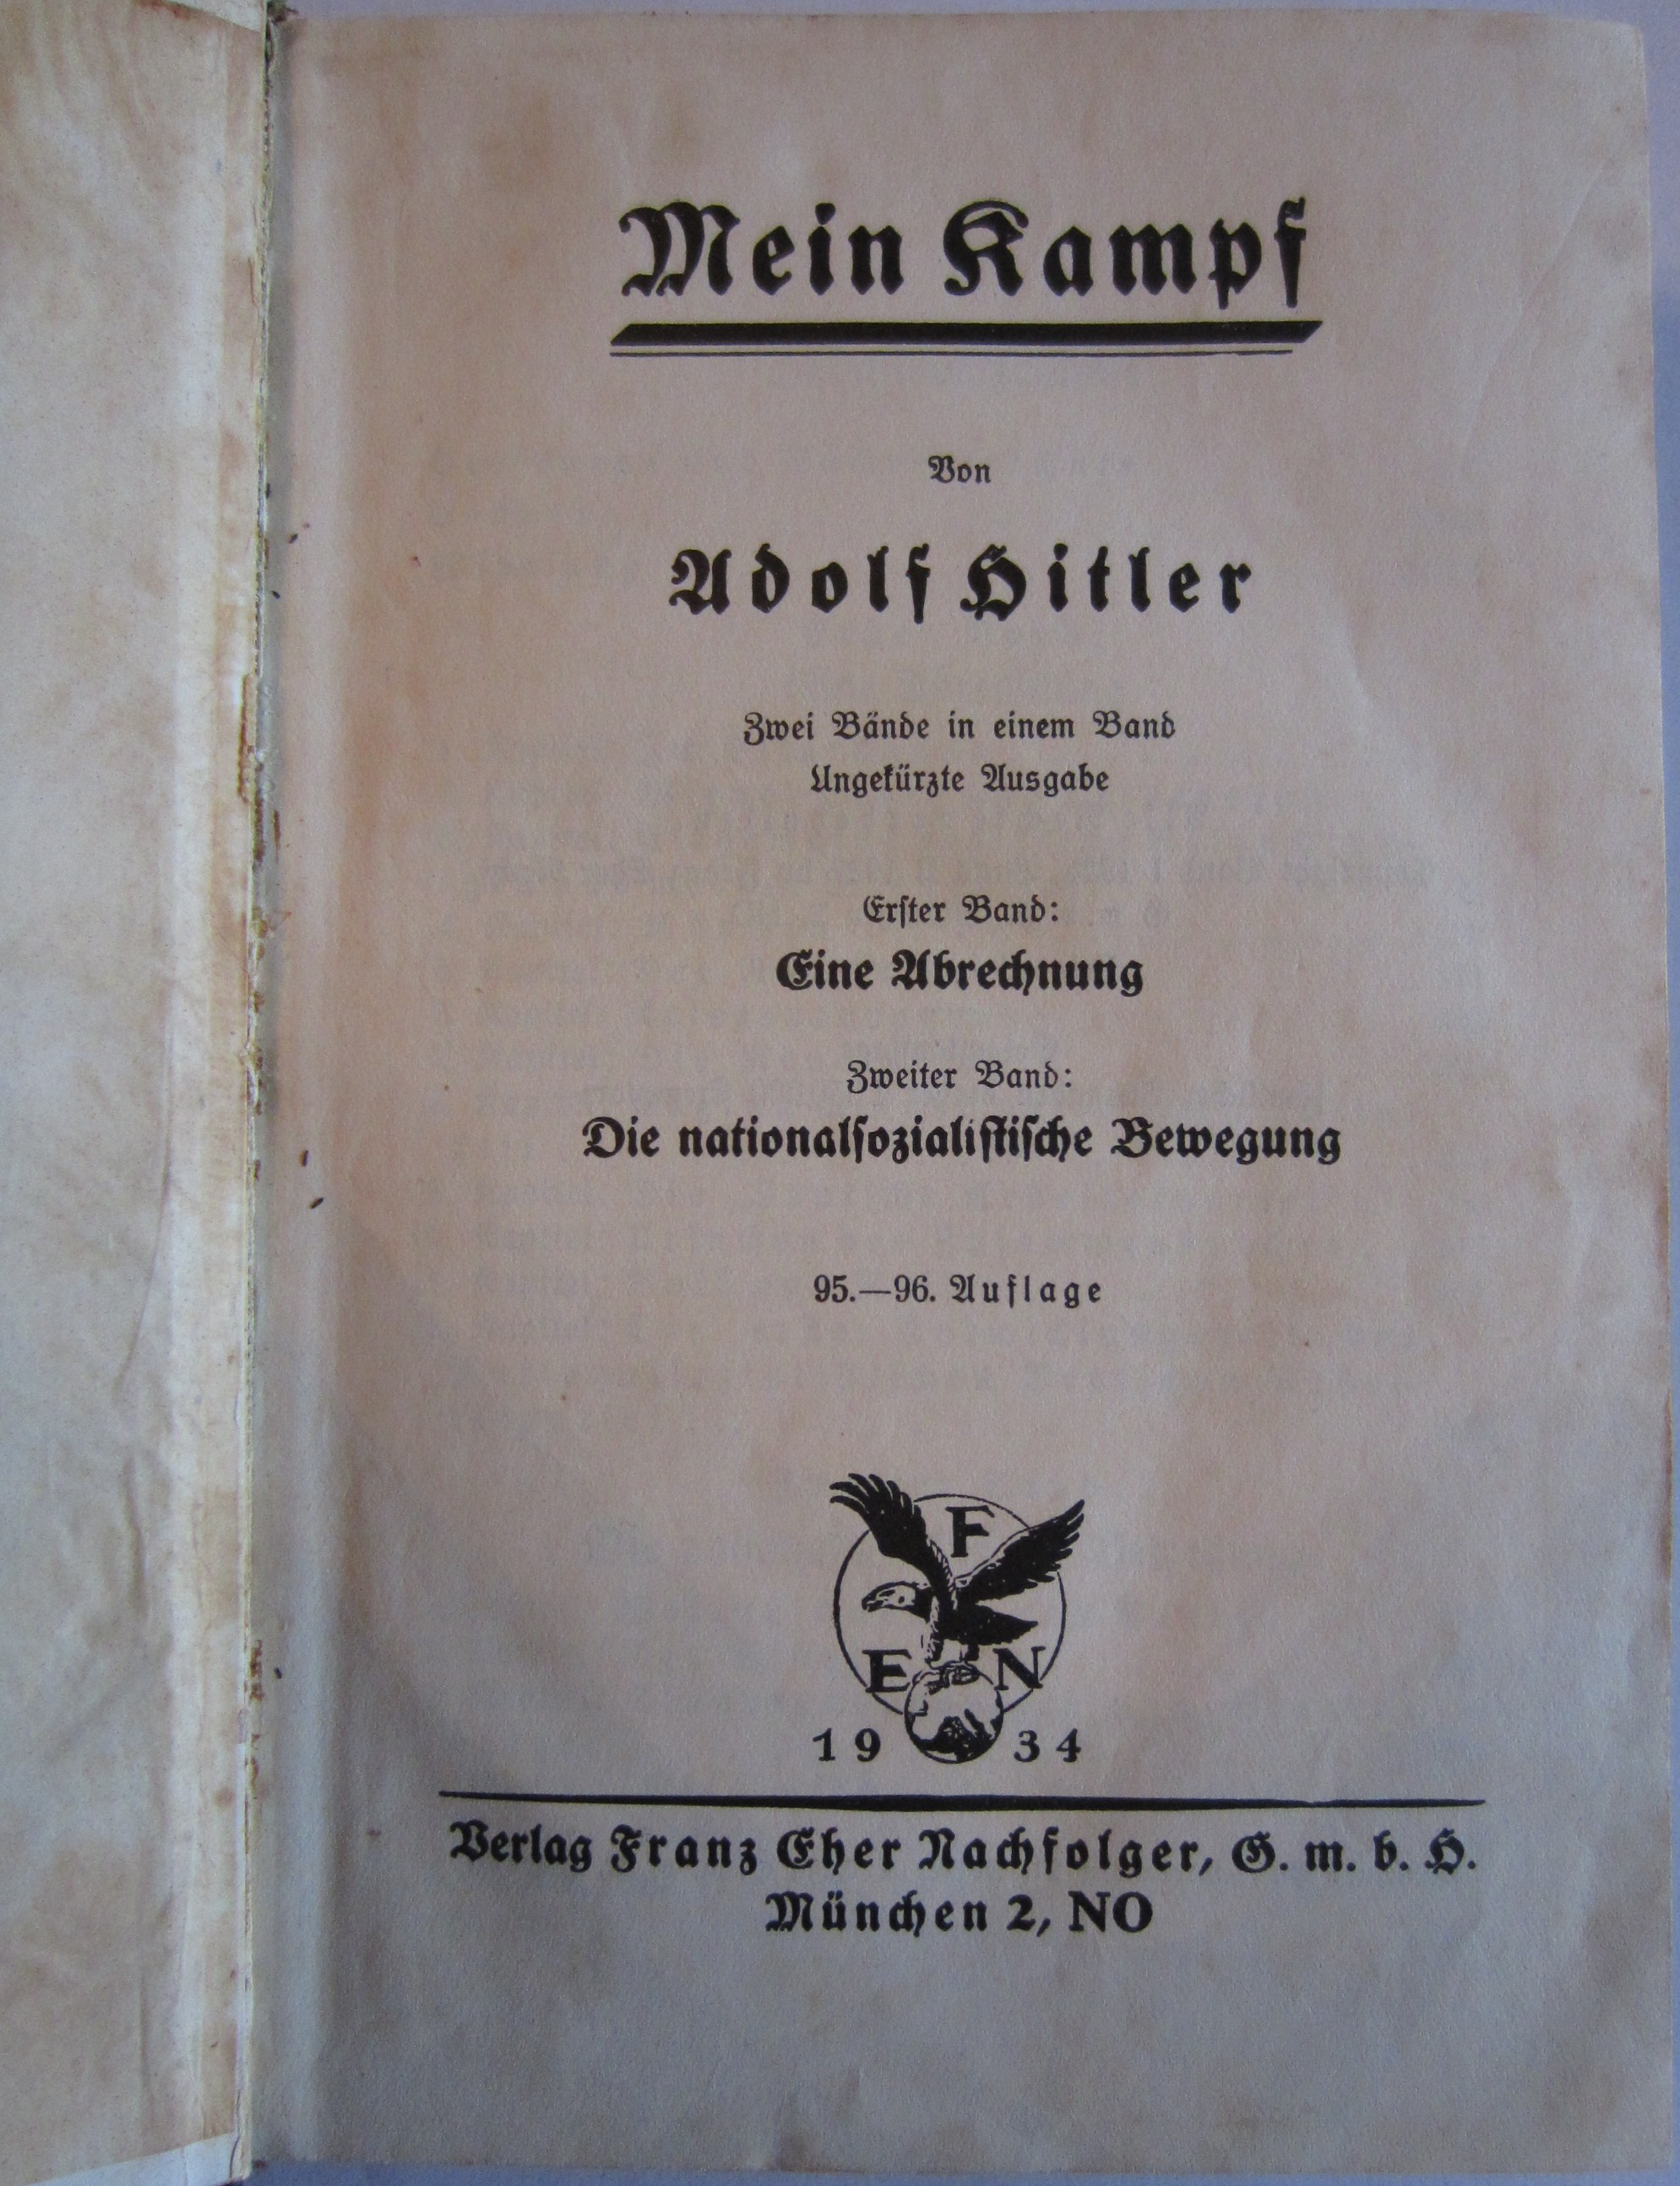 Mein Kampf
Von
Adolf Hitler
Zwei Bände in einem Band
Ungekürzte Ausgabe
Erſter Band:
Eine Abrechnung
Zweiter Band:
Die nationalſozialiſtiſche Bewegung
95.—96. Auflage
F
E N
19 34
Verlag Franz Eher Nachfolger, G. m. b. H.
München 2, NO